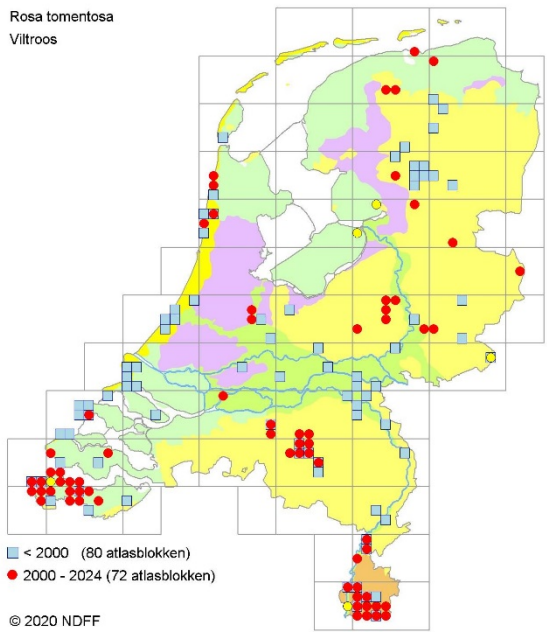 Rosa tomentosa
Viltroos
< 2000 (80 atlasblokken)
2000 - 2024 (72 atlasblokken)
© 2020 NDFF